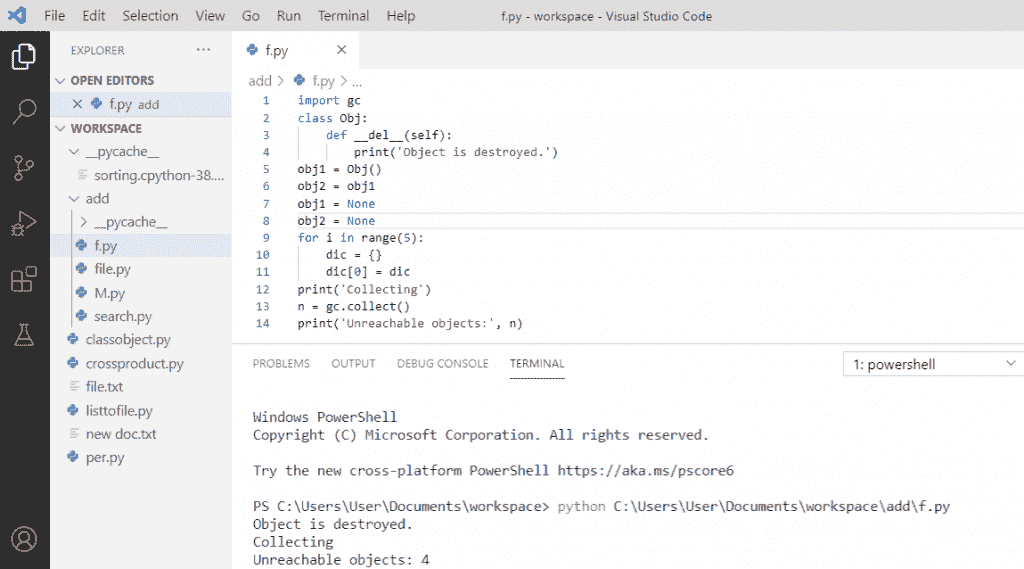 File Edit Selection View Go Run Terminal Help f.py - workspace - Visual Studio Code
EXPLORER ...
OPEN EDITORS
f.py add
WORKSPACE
__pycache__
sorting.cpython-38....
add
__pycache__
f.py
file.py
M.py
search.py
classobject.py
crossproduct.py
file.txt
listtofile.py
new doc.txt
per.py
f.py
add > f.py > ...
1 import gc
2 class Obj:
3     def __del__(self):
4         print('Object is destroyed.')
5 obj1 = Obj()
6 obj2 = obj1
7 obj1 = None
8 obj2 = None
9 for i in range(5):
10     dic = {}
11     dic[0] = dic
12 print('Collecting')
13 n = gc.collect()
14 print('Unreachable objects:', n)
PROBLEMS OUTPUT DEBUG CONSOLE TERMINAL 1: powershell
Windows PowerShell
Copyright (C) Microsoft Corporation. All rights reserved.
Try the new cross-platform PowerShell https://aka.ms/pscore6
PS C:\Users\User\Documents\workspace> python C:\Users\User\Documents\workspace\add\f.py
Object is destroyed.
Collecting
Unreachable objects: 4